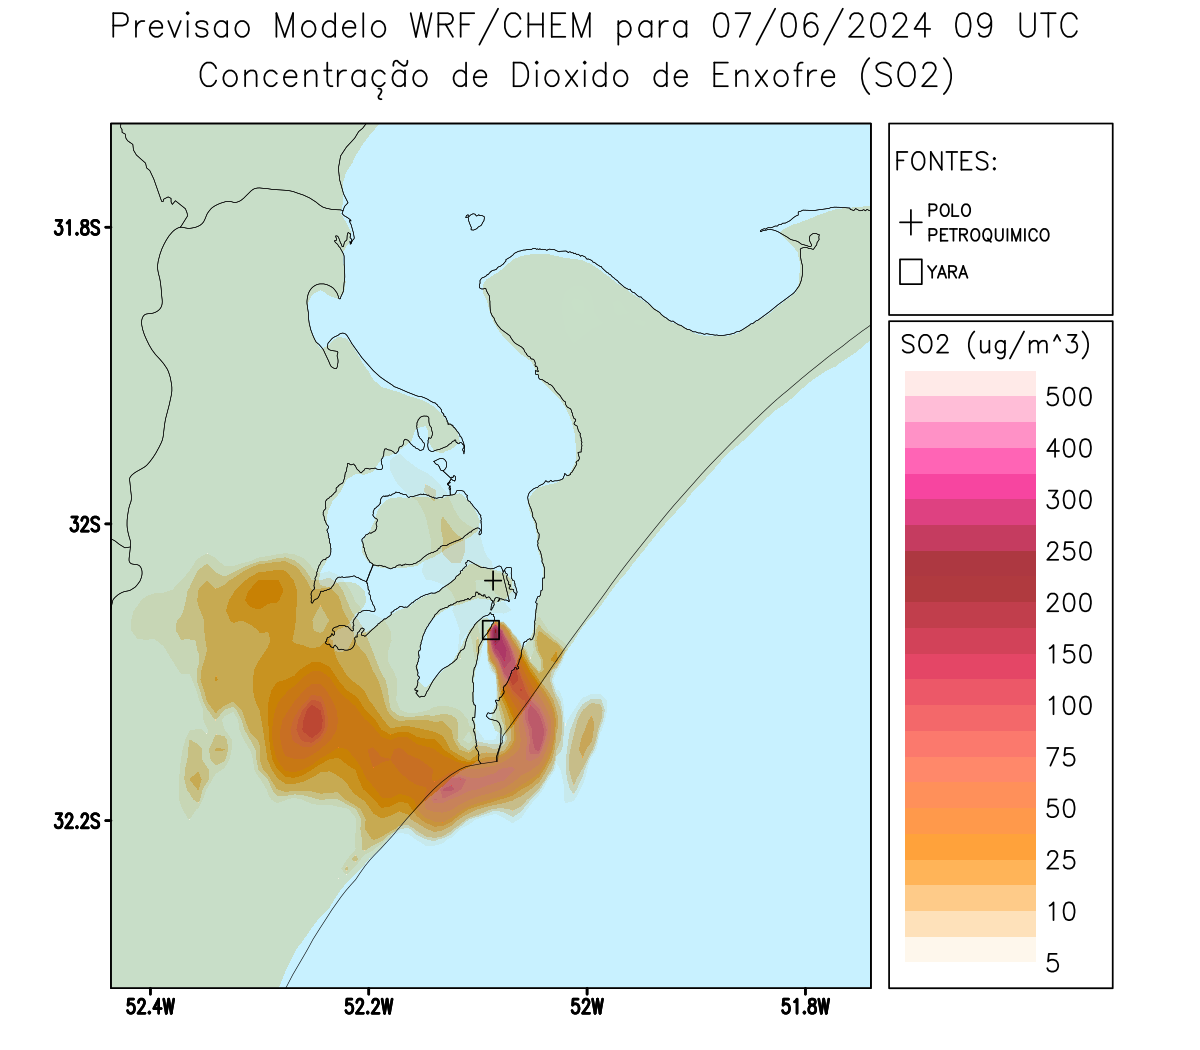 Previsao Modelo WRF/CHEM para 07/06/2024 09 UTC
Concentração de Dioxido de Enxofre (SO2)
FONTES:
POLO
PETROQUIMICO
YARA
SO2 (ug/m^3)
500
400
300
250
200
150
100
75
50
25
10
5
31.8S
32S
32.2S
52.4W
52.2W
52W
51.8W